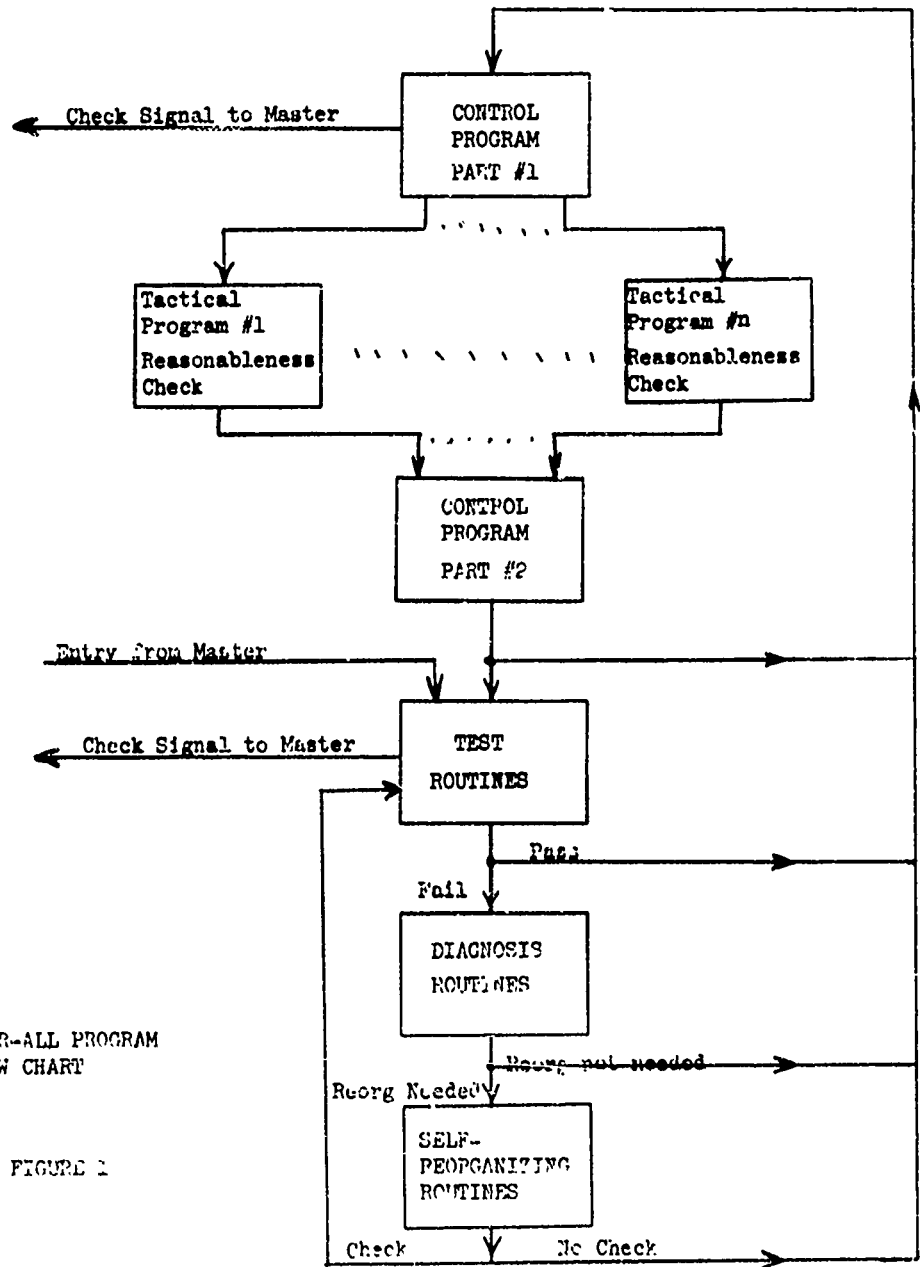 Check Signal to Master
CONTROL
PROGRAM
PART #1
Tactical
Program #1
Reasonableness
Check
Tactical
Program #n
Reasonableness
Check
CONTROL
PROGRAM
PART #2
Entry from Master
Check Signal to Master
TEST
ROUTINES
Pass
Fail
DIAGNOSIS
ROUTINES
R-ALL PROGRAM
W CHART
Reorg not needed
Reorg Needed
SELF-
REORGANIZING
ROUTINES
FIGURE 1
Check
No Check